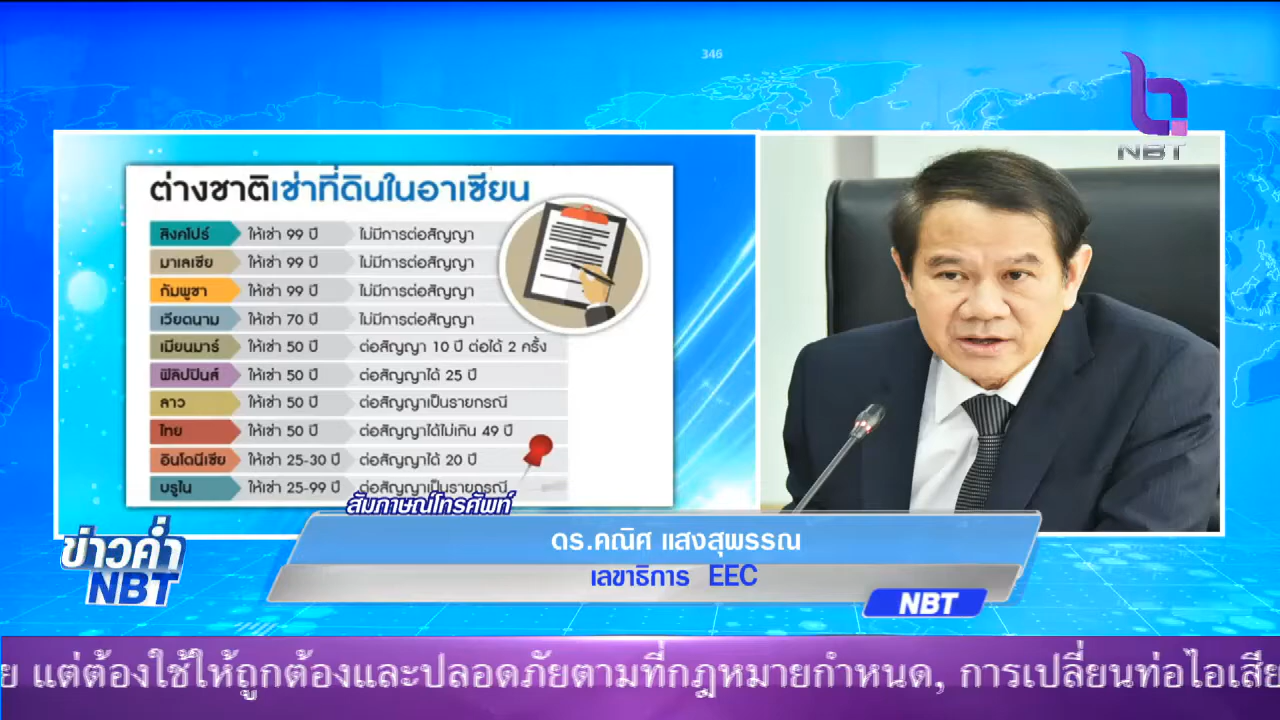 346
NBT
ต่างชาติเช่าที่ดินในอาเซียน
สิงคโปร์ ให้เช่า 99 ปี ไม่มีการต่อสัญญา
มาเลเซีย ให้เช่า 99 ปี ไม่มีการต่อสัญญา
กัมพูชา ให้เช่า 99 ปี ไม่มีการต่อสัญญา
เวียดนาม ให้เช่า 70 ปี ไม่มีการต่อสัญญา
เมียนมาร์ ให้เช่า 50 ปี ต่อสัญญา 10 ปี ต่อได้ 2 ครั้ง
ฟิลิปปินส์ ให้เช่า 50 ปี ต่อสัญญาได้ 25 ปี
ลาว ให้เช่า 50 ปี ต่อสัญญาเป็นรายกรณี
ไทย ให้เช่า 50 ปี ต่อสัญญาได้ไม่เกิน 49 ปี
อินโดนีเซีย ให้เช่า 25-30 ปี ต่อสัญญาได้ 20 ปี
บรูไน ให้เช่า 25-99 ปี ต่อสัญญาเป็นรายกรณี
สัมภาษณ์โทรศัพท์
ดร.คณิศ แสงสุพรรณ
เลขาธิการ EEC
NBT
ข่าวค่ำ
NBT
ย แต่ต้องใช้ให้ถูกต้องและปลอดภัยตามที่กฎหมายกำหนด, การเปลี่ยนท่อไอเสีย